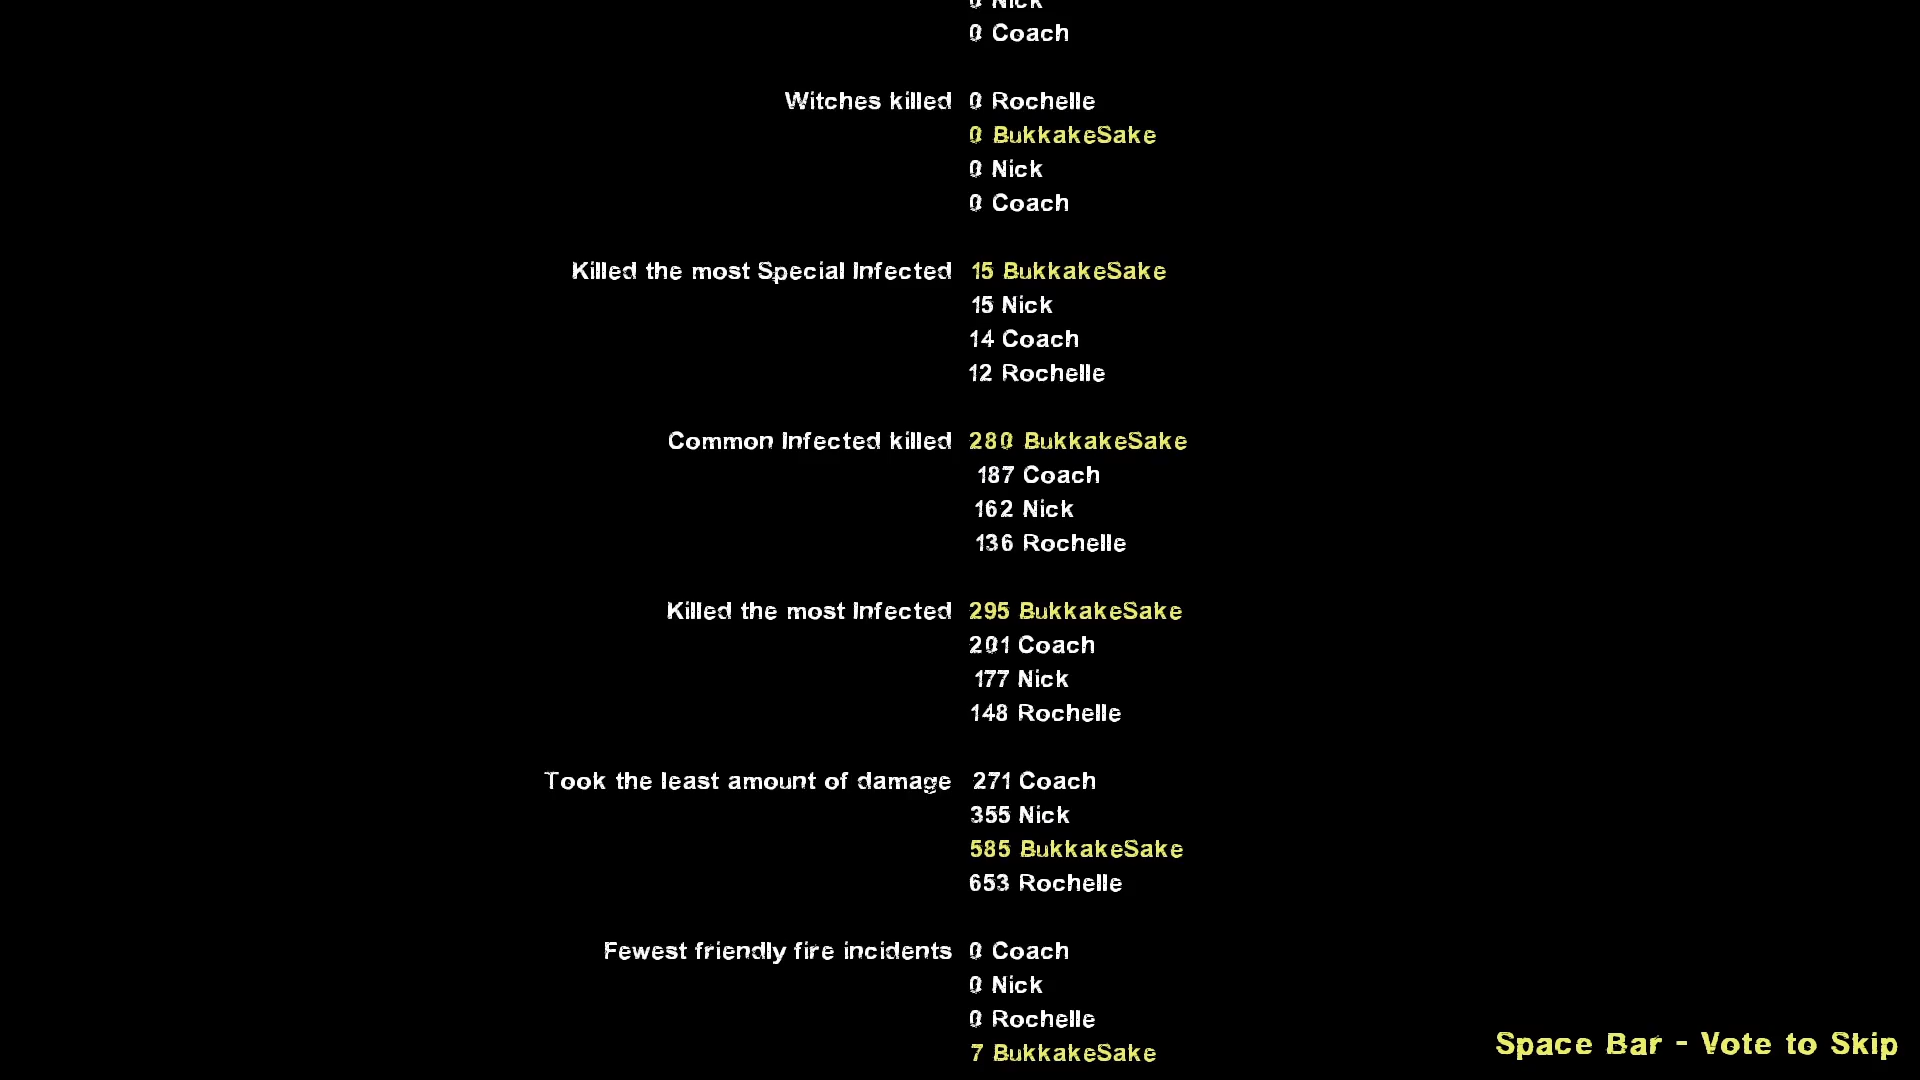 0 Nick
0 Coach
Witches killed 0 Rochelle
0 BukkakeSake
0 Nick
0 Coach
Killed the most Special Infected 15 BukkakeSake
15 Nick
14 Coach
12 Rochelle
Common Infected killed 280 BukkakeSake
187 Coach
162 Nick
136 Rochelle
Killed the most Infected 295 BukkakeSake
201 Coach
177 Nick
148 Rochelle
Took the least amount of damage 271 Coach
355 Nick
585 BukkakeSake
653 Rochelle
Fewest friendly fire incidents 0 Coach
0 Nick
0 Rochelle
7 BukkakeSake
Space Bar - Vote to Skip